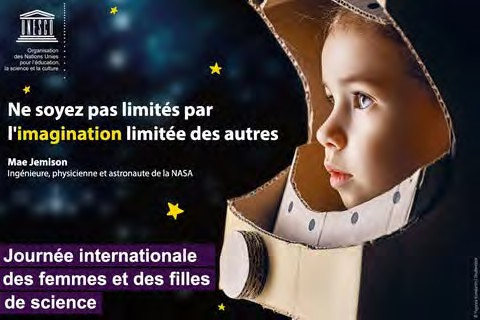 UNESCO
Organisation
des Nations Unies
pour l'éducation,
la science et la culture
Ne soyez pas limités par
l'imagination limitée des autres
Mae Jemison
Ingénieure, physicienne et astronaute de la NASA
Journée internationale
des femmes et des filles
de science